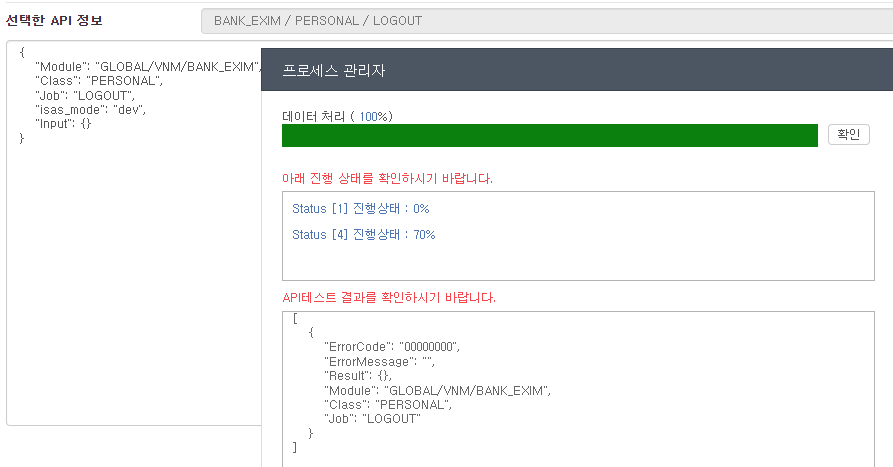 선택한 API 정보
BANK_EXIM / PERSONAL / LOGOUT
{
"Module": "GLOBAL/VNM/BANK_EXIM",
"Class": "PERSONAL",
"Job": "LOGOUT",
"isas_mode": "dev",
"Input": {}
}
프로세스 관리자
데이터 처리 ( 100%)
확인
아래 진행 상태를 확인하시기 바랍니다.
Status [1] 진행상태 : 0%
Status [4] 진행상태 : 70%
API테스트 결과를 확인하시기 바랍니다.
[
{
"ErrorCode": "00000000",
"ErrorMessage": "",
"Result": {},
"Module": "GLOBAL/VNM/BANK_EXIM",
"Class": "PERSONAL",
"Job": "LOGOUT"
}
]